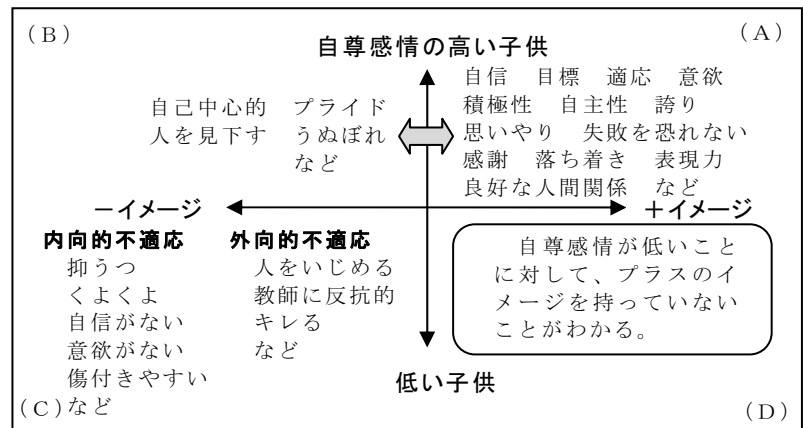 (B)
(A)
自尊感情の高い子供
自己中心的 プライド
人を見下す うぬぼれ
など
自信 目標 適応 意欲
積極性 自主性 誇り
思いやり 失敗を恐れない
感謝 落ち着き 表現力
良好な人間関係 など
－イメージ
＋イメージ
内向的不適応
抑うつ
くよくよ
自信がない
意欲がない
傷付きやすい
(C)など
外向的不適応
人をいじめる
教師に反抗的
キレる
など
自尊感情が低いこと
に対して、プラスのイ
メージを持っていない
ことがわかる。
低い子供
(D)